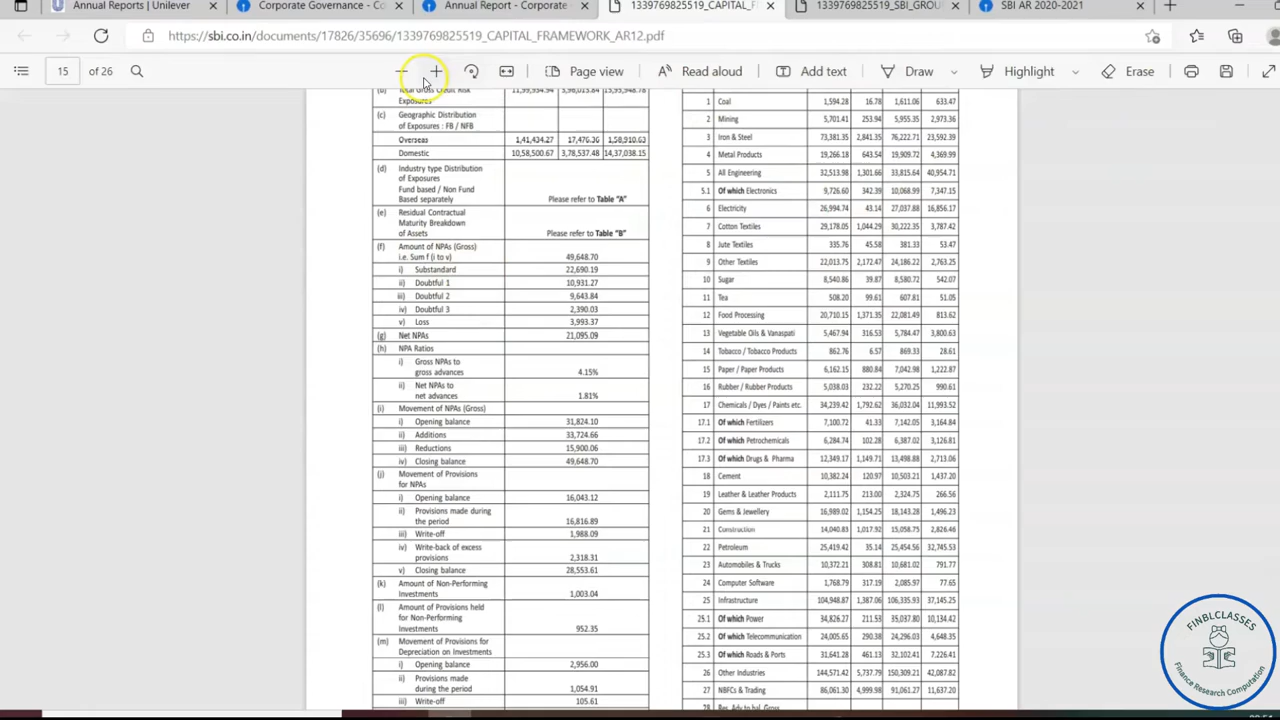 Annual Reports | Unilever
Corporate Governance - Co
Annual Report - Corporate
1339769825519_CAPITAL_F
1339769825519_SBI_GROU
SBI AR 2020-2021
https://sbi.co.in/documents/17826/35696/1339769825519_CAPITAL_FRAMEWORK_AR12.pdf
15 of 26
Page view
Read aloud
Add text
Draw
Highlight
Erase
(b) Total Gross Credit Risk 11,99,934.94 3,96,013.84 15,95,948.78
Exposures
(c) Geographic Distribution
of Exposures : FB / NFB
Overseas 1,41,434.27 17,476.36 1,58,910.63
Domestic 10,58,500.67 3,78,537.48 14,37,038.15
(d) Industry type Distribution
of Exposures
Fund based / Non Fund
Based separately Please refer to Table "A"
(e) Residual Contractual
Maturity Breakdown
of Assets Please refer to Table "B"
(f) Amount of NPAs (Gross)
i.e. Sum f (i to v) 49,648.70
i) Substandard 22,690.19
ii) Doubtful 1 10,931.27
iii) Doubtful 2 9,643.84
iv) Doubtful 3 2,390.03
v) Loss 3,993.37
(g) Net NPAs 21,095.09
(h) NPA Ratios
i) Gross NPAs to
gross advances 4.15%
ii) Net NPAs to
net advances 1.81%
(i) Movement of NPAs (Gross)
i) Opening balance 31,824.10
ii) Additions 33,724.66
iii) Reductions 15,900.06
iv) Closing balance 49,648.70
(j) Movement of Provisions
for NPAs
i) Opening balance 16,043.12
ii) Provisions made during
the period 16,816.89
iii) Write-off 1,988.09
iv) Write-back of excess
provisions 2,318.31
v) Closing balance 28,553.61
(k) Amount of Non-Performing
Investments 1,003.04
(l) Amount of Provisions held
for Non-Performing
Investments 952.35
(m) Movement of Provisions for
Depreciation on Investments
i) Opening balance 2,956.00
ii) Provisions made
during the period 1,054.91
iii) Write-off 105.61
1 Coal 1,594.28 16.78 1,611.06 633.47
2 Mining 5,701.41 253.94 5,955.35 2,973.36
3 Iron & Steel 73,381.35 2,841.35 76,222.71 23,592.39
4 Metal Products 19,266.18 643.54 19,909.72 4,369.99
5 All Engineering 32,513.98 1,301.66 33,815.64 40,954.71
5.1 Of which Electronics 9,726.60 342.39 10,068.99 7,347.15
6 Electricity 26,994.74 43.14 27,037.88 16,856.17
7 Cotton Textiles 29,178.05 1,044.29 30,222.35 3,787.42
8 Jute Textiles 335.76 45.58 381.33 53.47
9 Other Textiles 22,013.75 2,172.47 24,186.22 2,763.25
10 Sugar 8,540.86 39.87 8,580.72 542.07
11 Tea 508.20 99.61 607.81 51.05
12 Food Processing 20,710.15 1,371.35 22,081.49 813.62
13 Vegetable Oils & Vanaspati 5,467.94 316.53 5,784.47 3,800.63
14 Tobacco / Tobacco Products 862.76 6.57 869.33 28.61
15 Paper / Paper Products 6,162.15 880.84 7,042.98 1,222.87
16 Rubber / Rubber Products 5,038.03 232.22 5,270.25 990.61
17 Chemicals / Dyes / Paints etc. 34,239.42 1,792.62 36,032.04 11,993.52
17.1 Of which Fertilizers 7,100.72 41.33 7,142.05 3,164.84
17.2 Of which Petrochemicals 6,284.74 102.28 6,387.02 3,126.81
17.3 Of which Drugs & Pharma 12,349.17 1,149.71 13,498.88 2,713.06
18 Cement 10,382.24 120.97 10,503.21 1,437.20
19 Leather & Leather Products 2,111.75 213.00 2,324.75 266.56
20 Gems & Jewellery 16,989.02 1,154.25 18,143.28 1,496.23
21 Construction 14,040.83 1,017.92 15,058.75 2,826.46
22 Petroleum 25,419.42 35.14 25,454.56 32,745.53
23 Automobiles & Trucks 10,372.21 308.81 10,681.02 791.77
24 Computer Software 1,768.79 317.19 2,085.97 77.65
25 Infrastructure 104,948.87 1,387.06 106,335.93 37,145.25
25.1 Of which Power 34,826.27 211.53 35,037.80 10,134.42
25.2 Of which Telecommunication 24,005.65 290.38 24,296.03 4,648.35
25.3 Of which Roads & Ports 31,641.28 461.13 32,102.41 7,226.41
26 Other Industries 144,571.42 5,737.79 150,309.21 42,087.82
27 NBFCs & Trading 86,061.30 4,999.98 91,061.27 11,637.20
28 Res. Adv to bal. Gross
FINBLCLASSES
Finance Research Computation